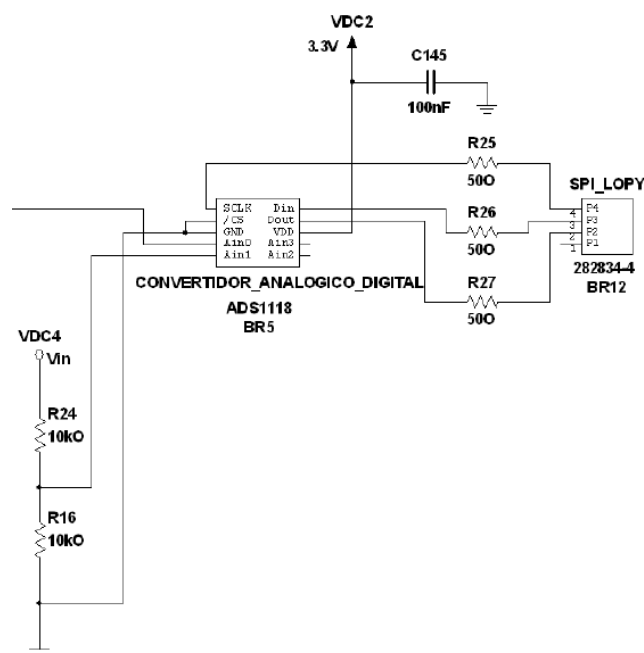 VDC2
3.3V
C145
100nF
R25
50O
SPI_LOPY
SCLK Din
/CS Dout
GND VDD
Ain0 Ain3
Ain1 Ain2
R26
50O
P4
4 P3
3 P2
2 P1
1
CONVERTIDOR_ANALOGICO_DIGITAL
ADS1118
BR5
R27
50O
282834-4
BR12
VDC4
Vin
R24
10kO
R16
10kO